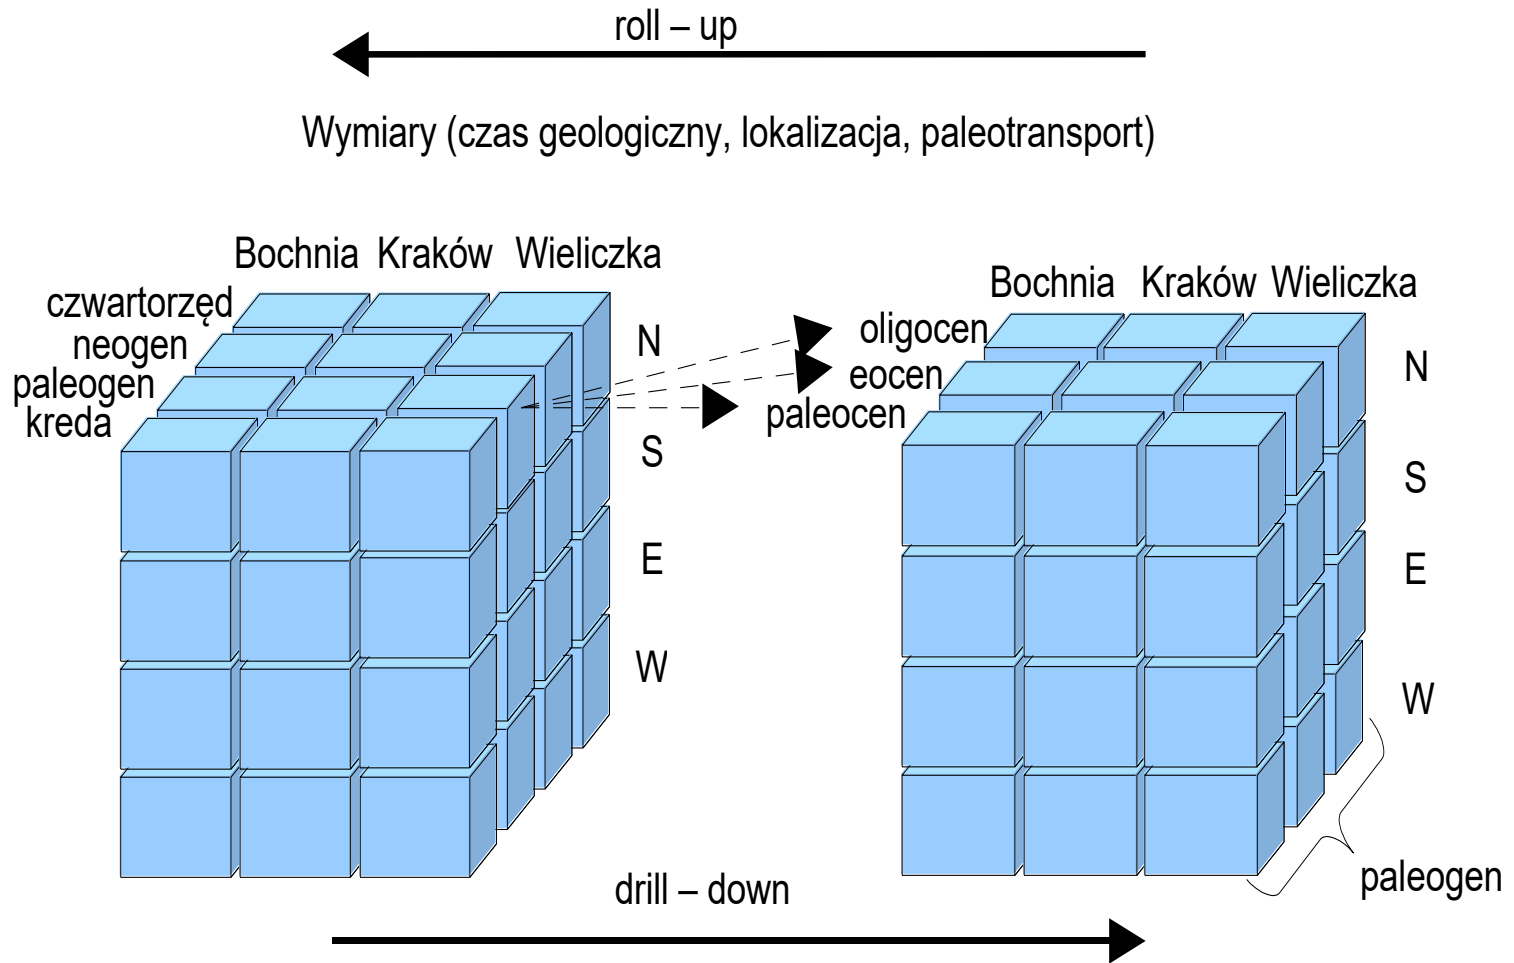 roll – up
Wymiary (czas geologiczny, lokalizacja, paleotransport)
Bochnia Kraków Wieliczka
czwartorzęd
neogen
paleogen
kreda
N
S
E
W
Bochnia Kraków Wieliczka
oligocen
eocen
paleocen
N
S
E
W
paleogen
drill – down